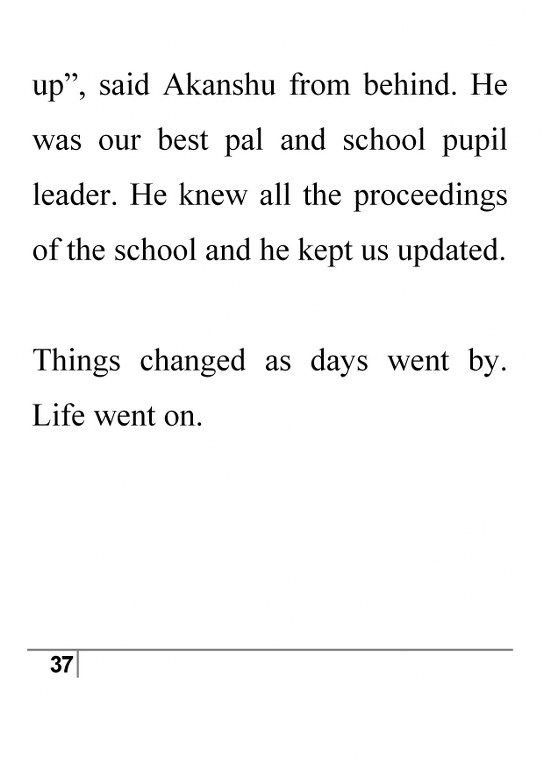 up”, said Akanshu from behind. He
was our best pal and school pupil
leader. He knew all the proceedings
of the school and he kept us updated.
Things changed as days went by.
Life went on.
37